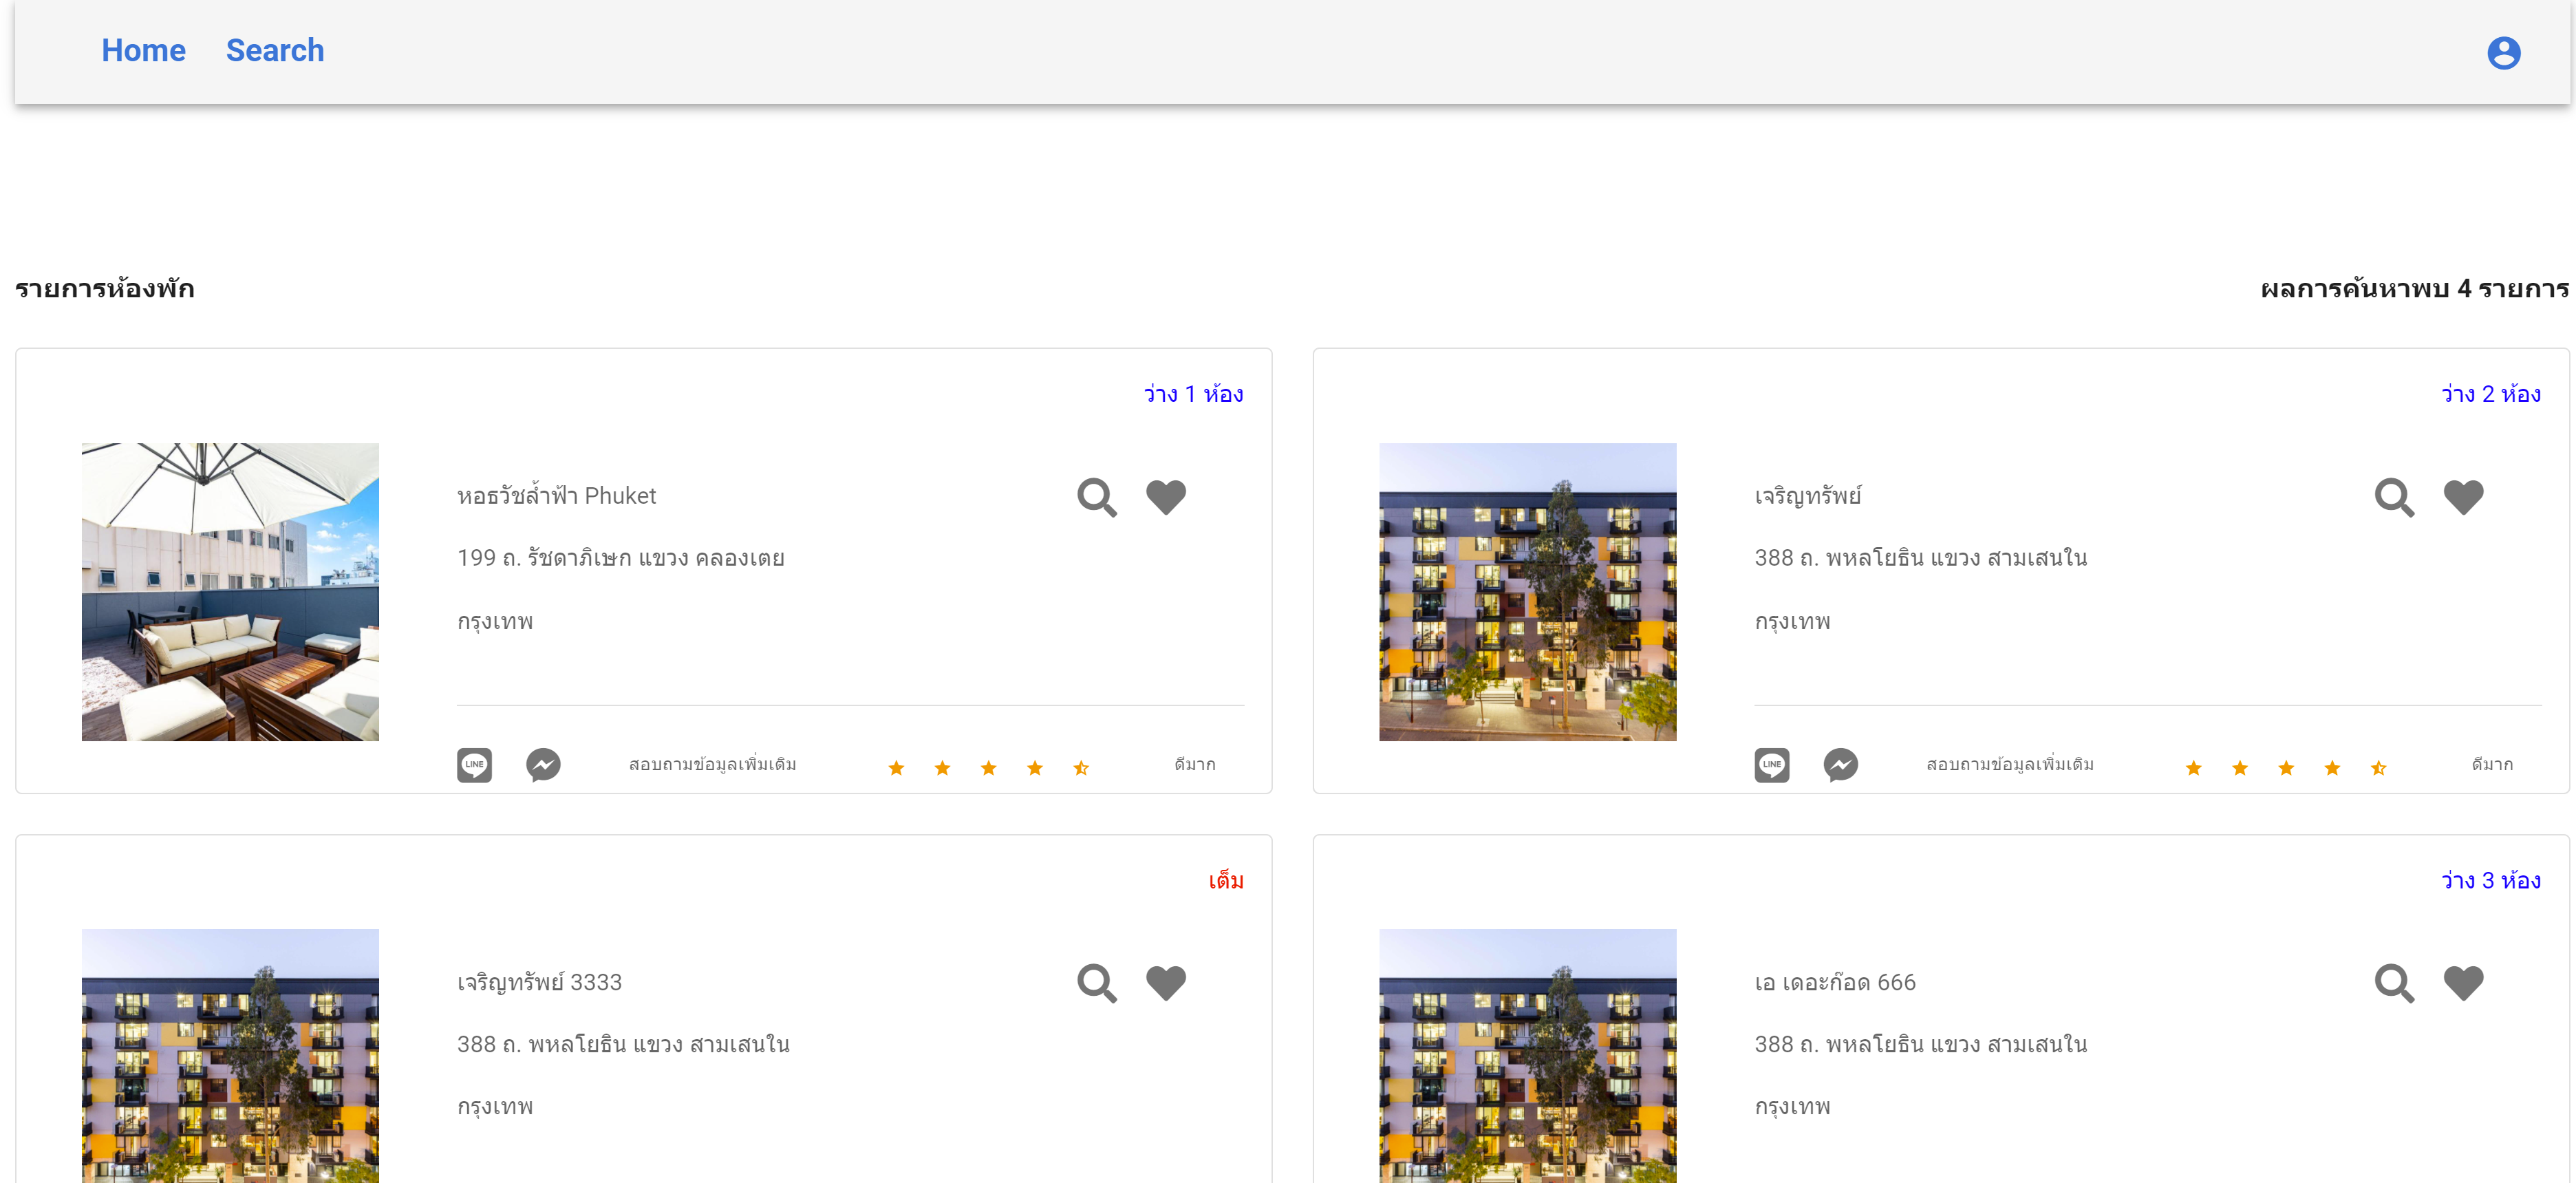 Home Search
รายการห้องพัก
ผลการค้นหาพบ 4 รายการ
ว่าง 1 ห้อง
หอธวัชล้ำฟ้า Phuket
199 ถ. รัชดาภิเษก แขวง คลองเตย
กรุงเทพ
LINE
สอบถามข้อมูลเพิ่มเติม
ดีมาก
ว่าง 2 ห้อง
เจริญทรัพย์
388 ถ. พหลโยธิน แขวง สามเสนใน
กรุงเทพ
LINE
สอบถามข้อมูลเพิ่มเติม
ดีมาก
เต็ม
เจริญทรัพย์ 3333
388 ถ. พหลโยธิน แขวง สามเสนใน
กรุงเทพ
ว่าง 3 ห้อง
เอ เดอะก๊อด 666
388 ถ. พหลโยธิน แขวง สามเสนใน
กรุงเทพ